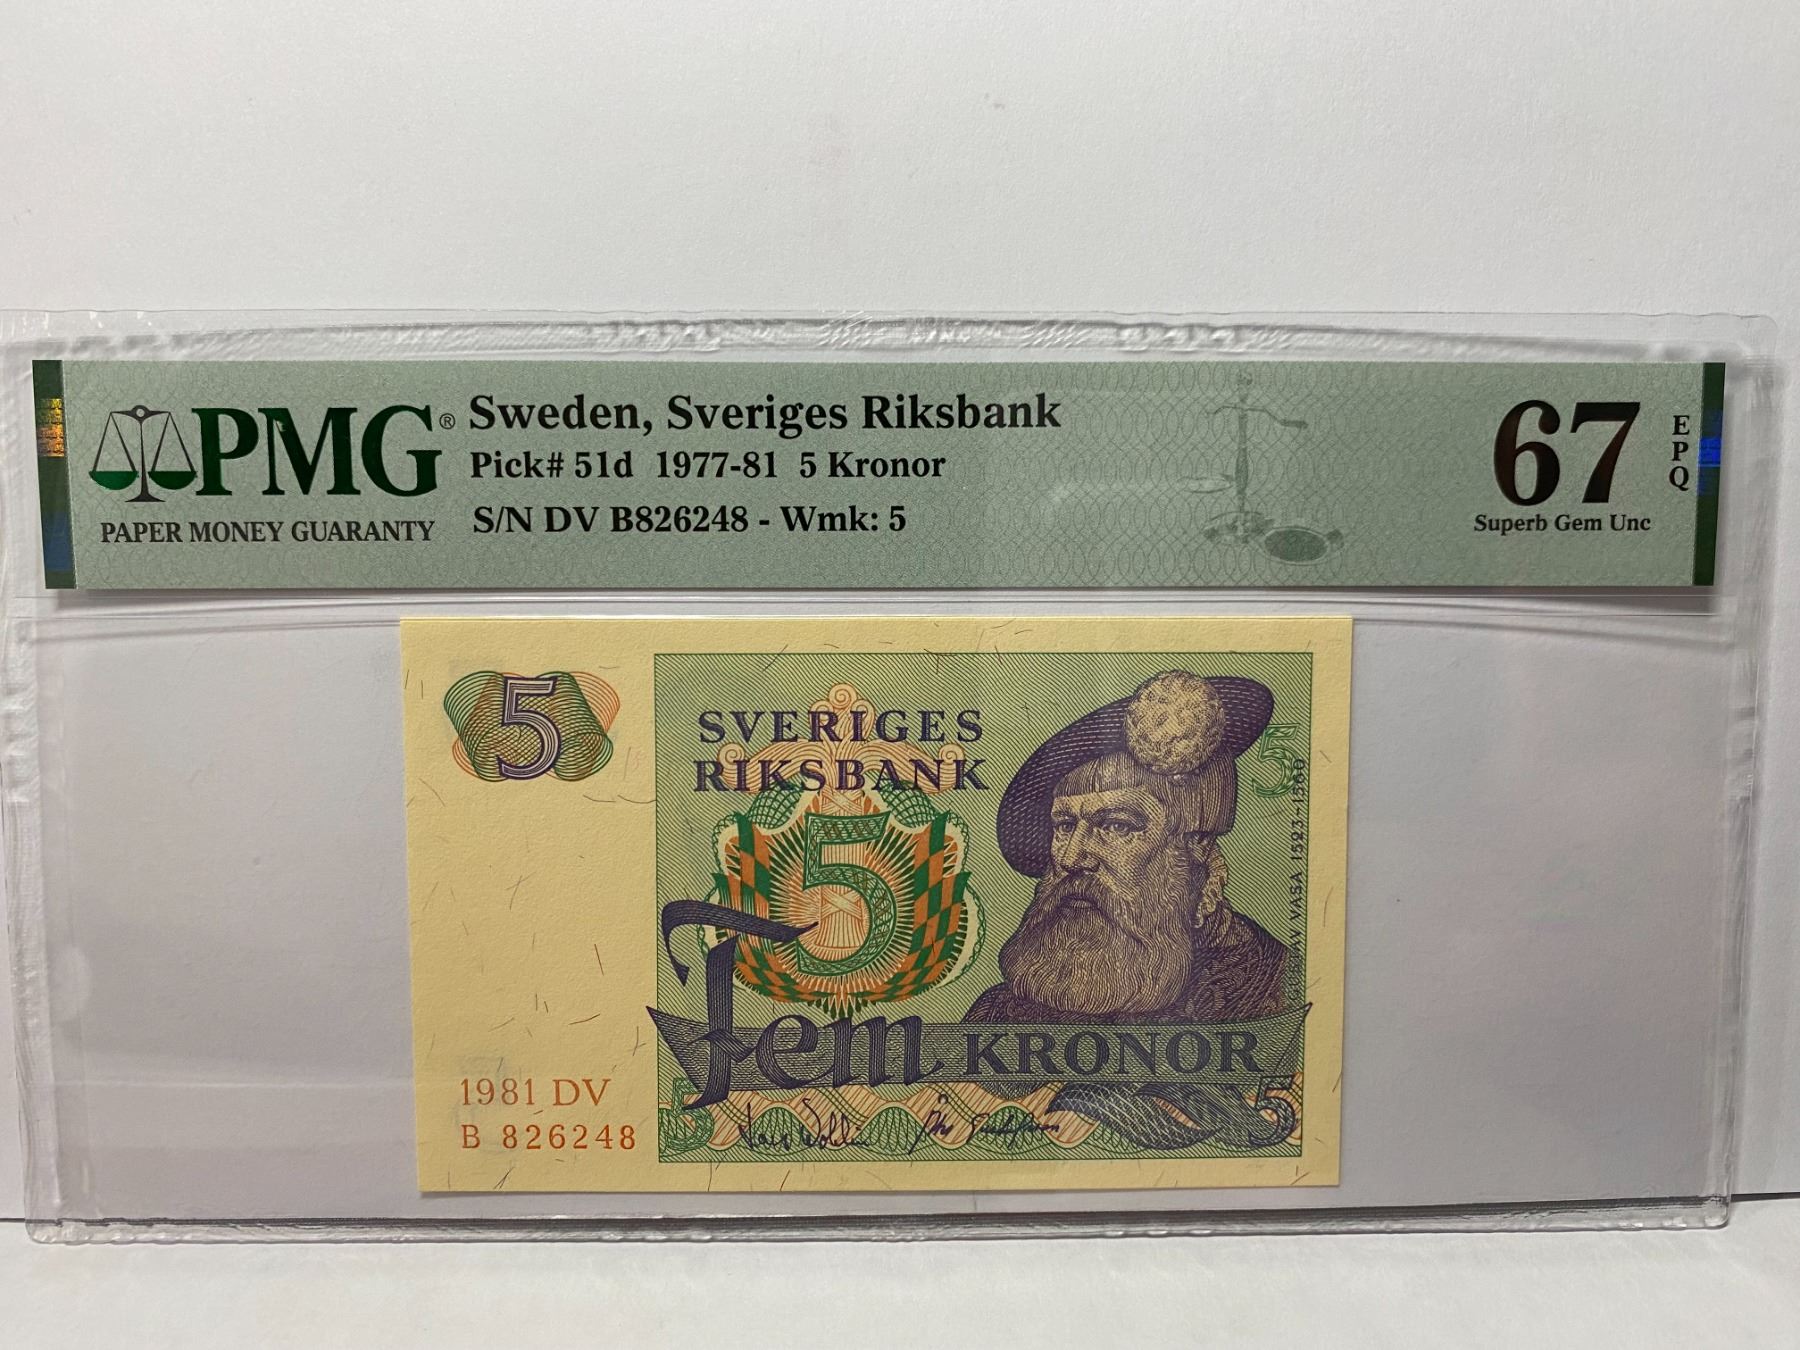 PMG®
PAPER MONEY GUARANTY
Sweden, Sveriges Riksbank
Pick# 51d 1977-81 5 Kronor
S/N DV B826248 - Wmk: 5
67
EPQ
Superb Gem Unc
5
SVERIGES
RIKSBANK
5
5
GUSTAV VASA 1523-1560
Fem KRONOR
1981 DV
B 826248
5
5